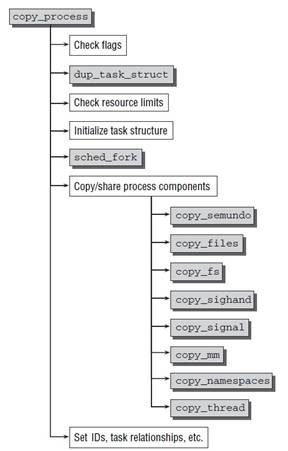 copy_process
Check flags
dup_task_struct
Check resource limits
Initialize task structure
sched_fork
Copy/share process components
copy_semundo
copy_files
copy_fs
copy_sighand
copy_signal
copy_mm
copy_namespaces
copy_thread
Set IDs, task relationships, etc.